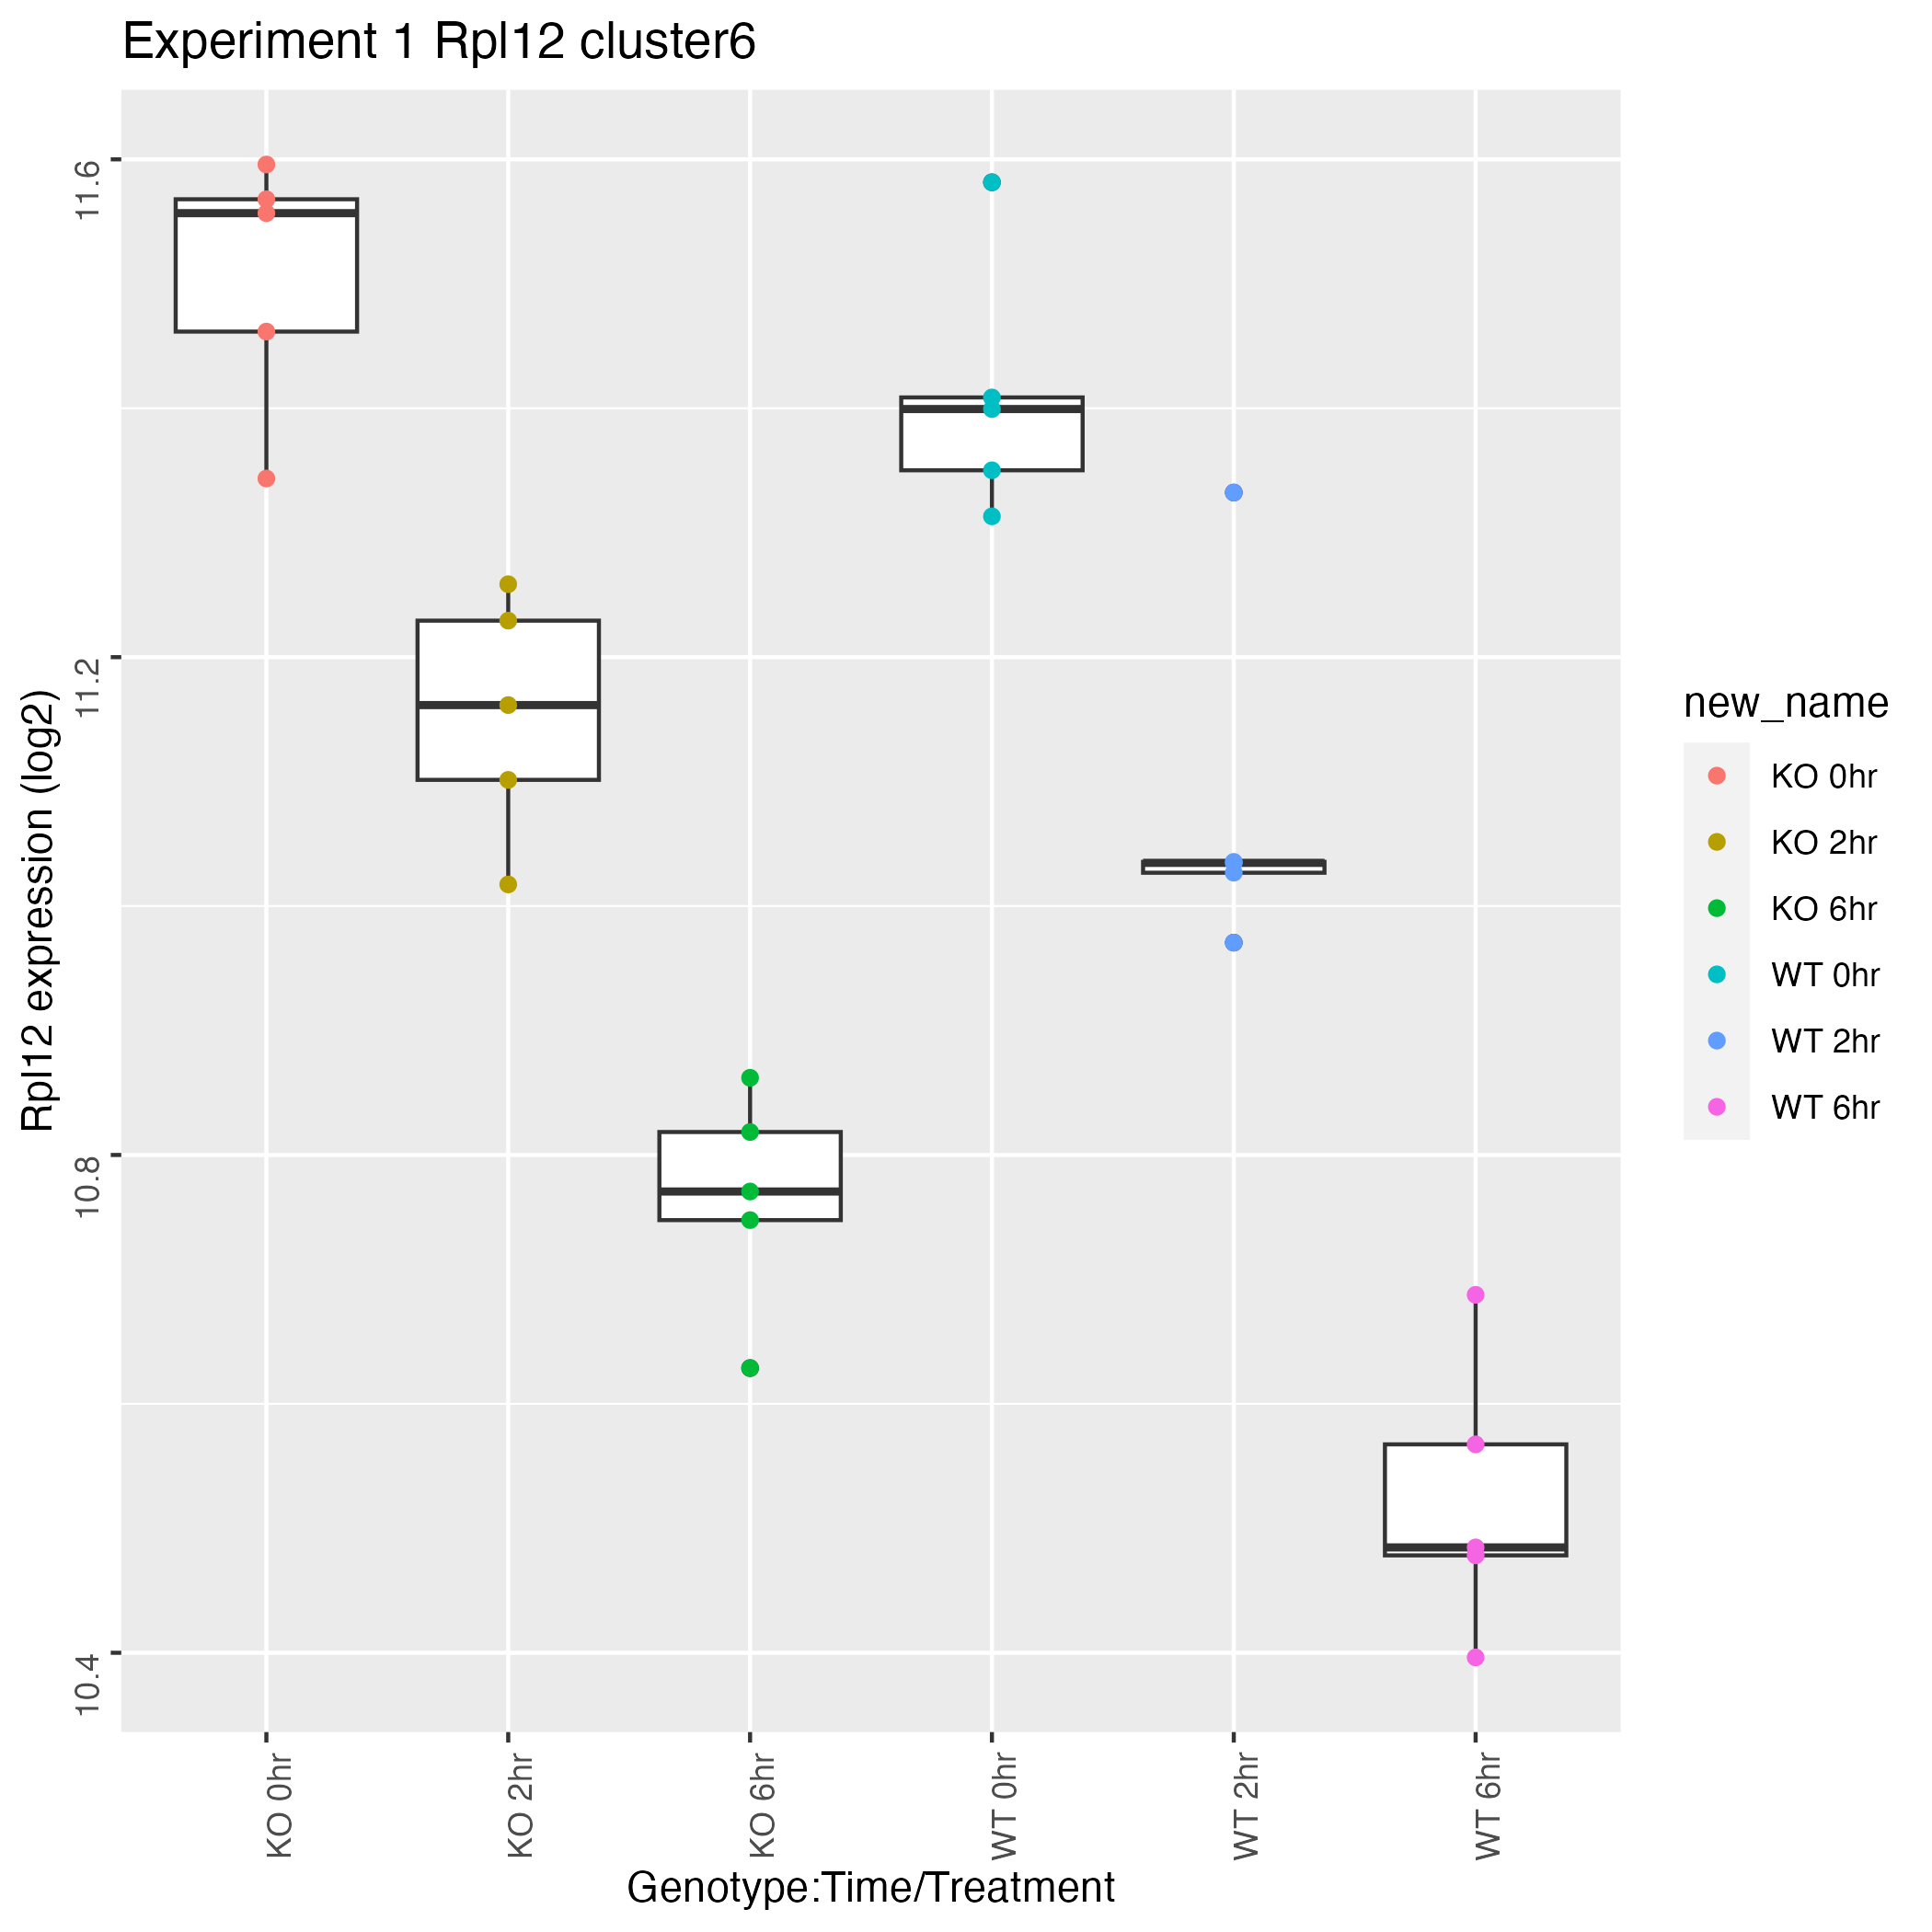 Experiment 1 Rpl12 cluster6
Rpl12 expression (log2)
11.6
11.2
10.8
10.4
KO 0hr
KO 2hr
KO 6hr
WT 0hr
WT 2hr
WT 6hr
Genotype:Time/Treatment
new_name
KO 0hr
KO 2hr
KO 6hr
WT 0hr
WT 2hr
WT 6hr